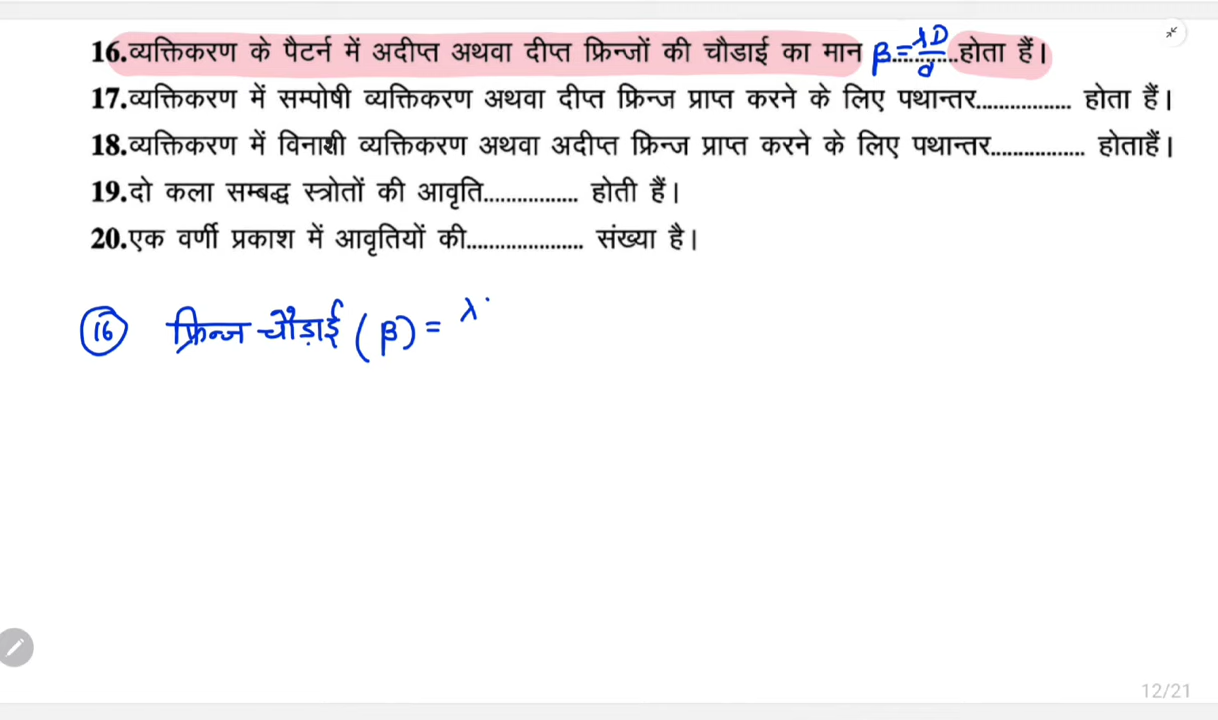 16.व्यक्तिकरण के पैटर्न में अदीप्त अथवा दीप्त फ्रिन्जों की चौडाई का मान β=λD/d............होता हैं।
17.व्यक्तिकरण में सम्पोषी व्यक्तिकरण अथवा दीप्त फ्रिन्ज प्राप्त करने के लिए पथान्तर................. होता हैं।
18.व्यक्तिकरण में विनाशी व्यक्तिकरण अथवा अदीप्त फ्रिन्ज प्राप्त करने के लिए पथान्तर................. होताहैं।
19.दो कला सम्बद्ध स्त्रोतों की आवृति................. होती हैं।
20.एक वर्णी प्रकाश में आवृतियों की..................... संख्या है।
16 फ्रिन्ज चौड़ाई (β) = λ
12/21